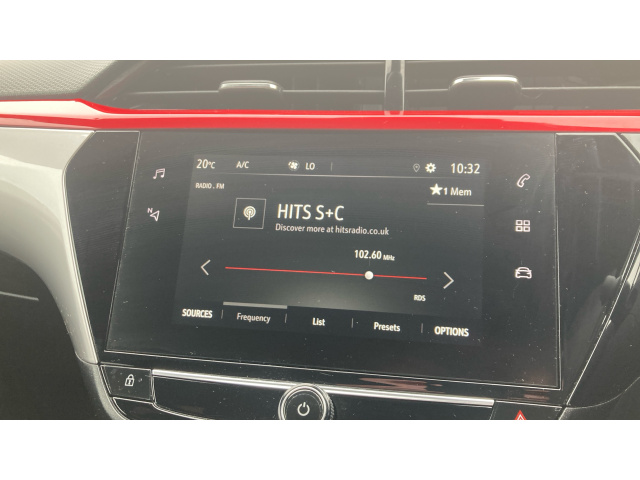 20°C A/C LO 10:32
RADIO . FM
1 Mem
N
HITS S+C
Discover more at hitsradio.co.uk
102.60 MHz
RDS
SOURCES Frequency List Presets OPTIONS